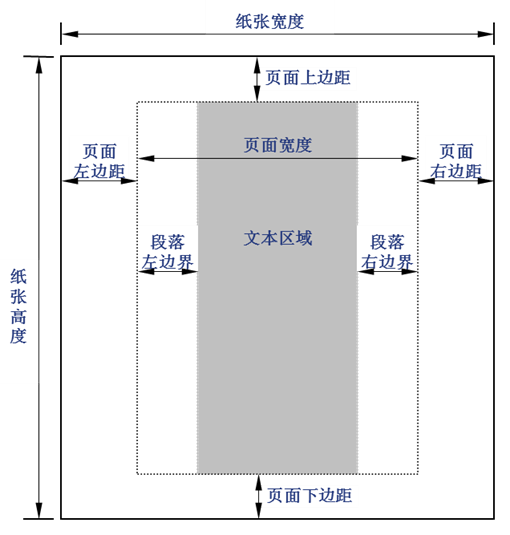 纸张宽度
页面上边距
页面
左边距
页面宽度
页面
右边距
段落
左边界
文本区域
段落
右边界
纸张高度
页面下边距